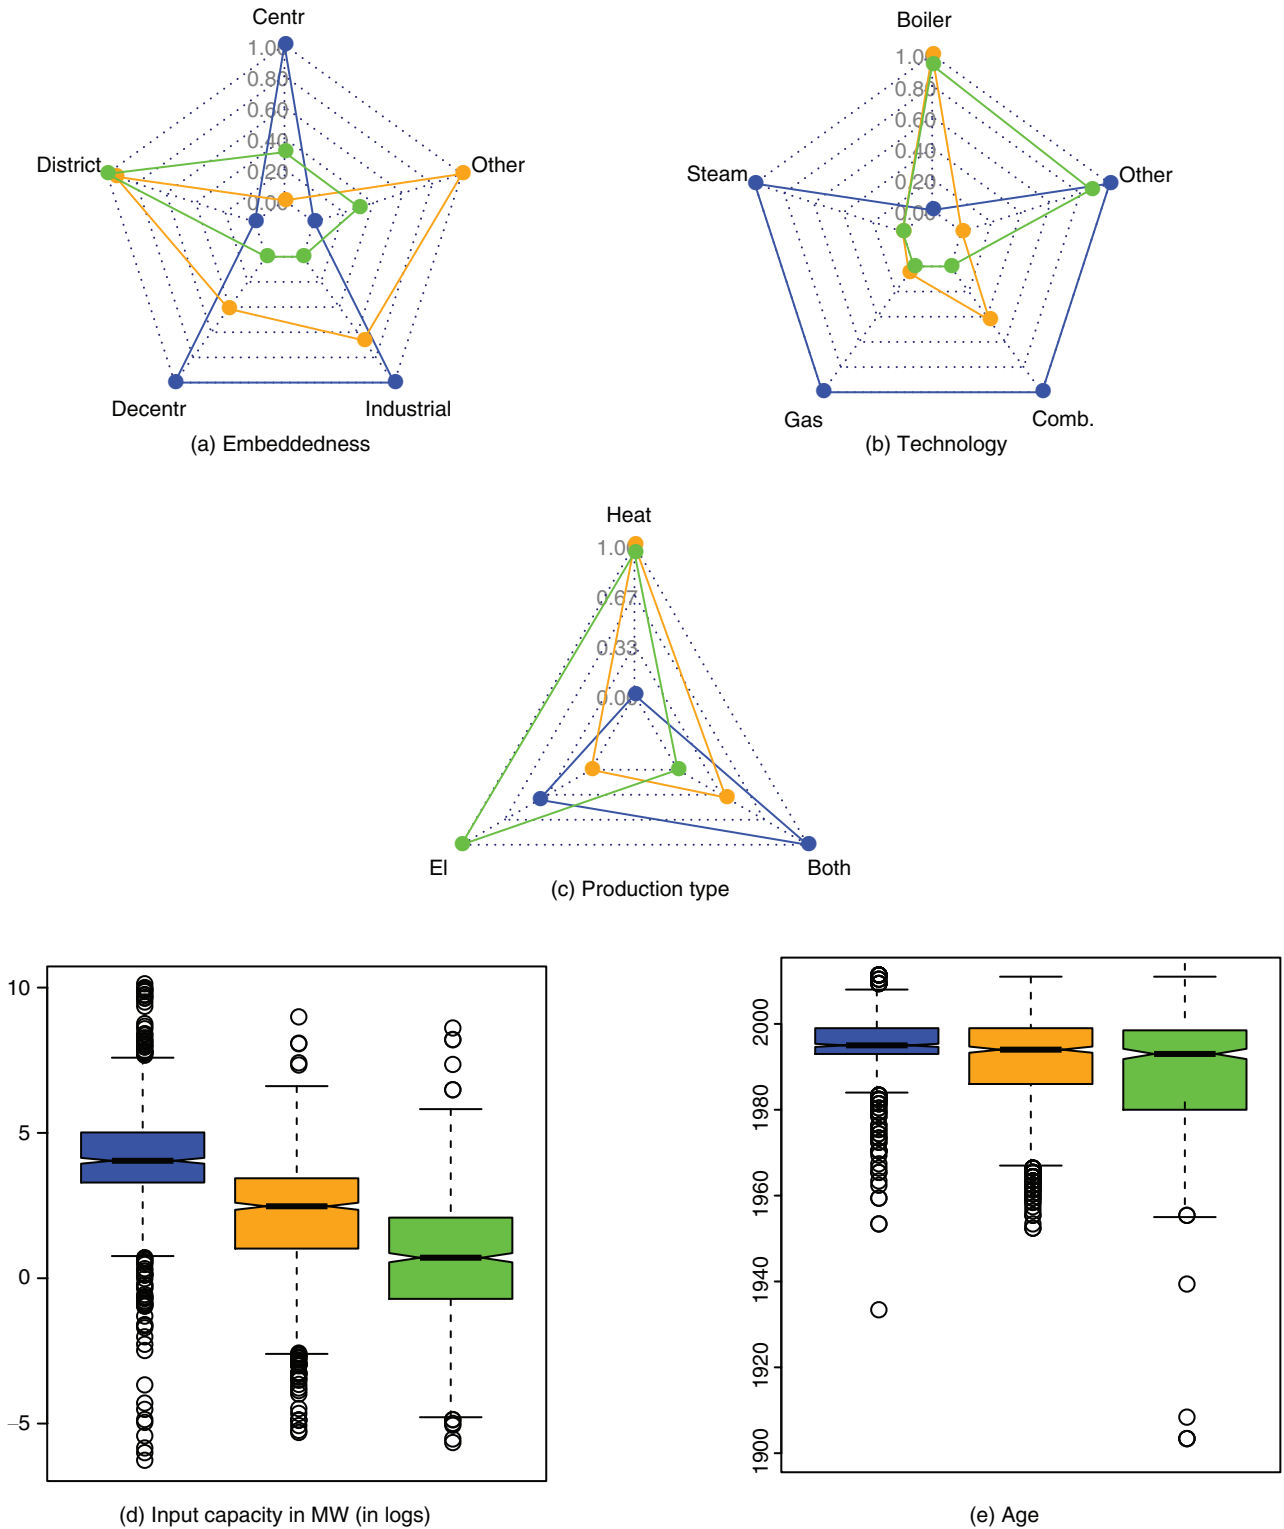 Centr
1.00
0.80
0.60
0.40
0.20
0.00
District
Other
Decentr
Industrial
(a) Embeddedness
Boiler
1.00
0.80
0.60
0.40
0.20
0.00
Steam
Other
Gas
Comb.
(b) Technology
Heat
1.00
0.67
0.33
0.00
El
Both
(c) Production type
10
5
0
−5
(d) Input capacity in MW (in logs)
2000
1980
1960
1940
1920
1900
(e) Age